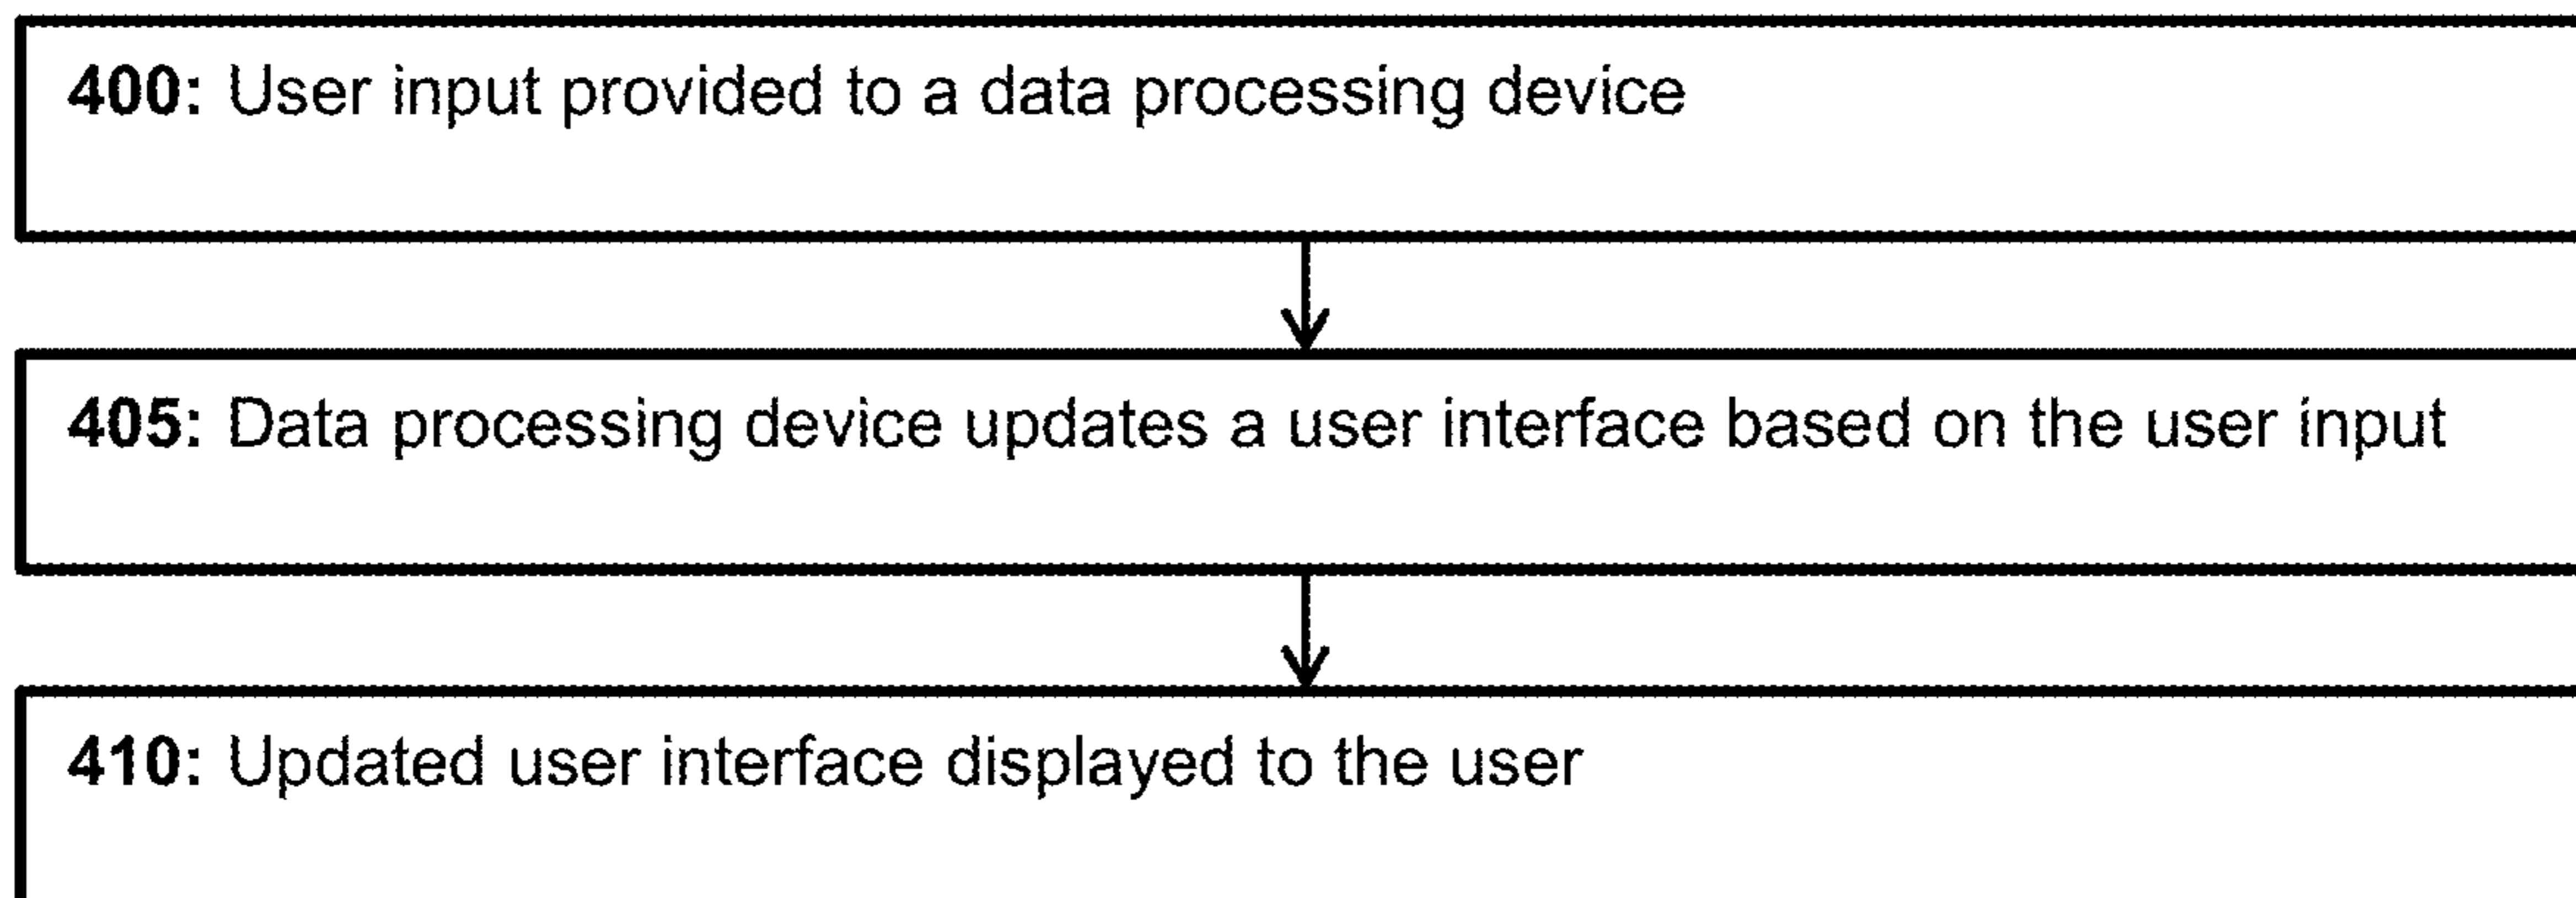 400: User input provided to a data processing device
405: Data processing device updates a user interface based on the user input
410: Updated user interface displayed to the user